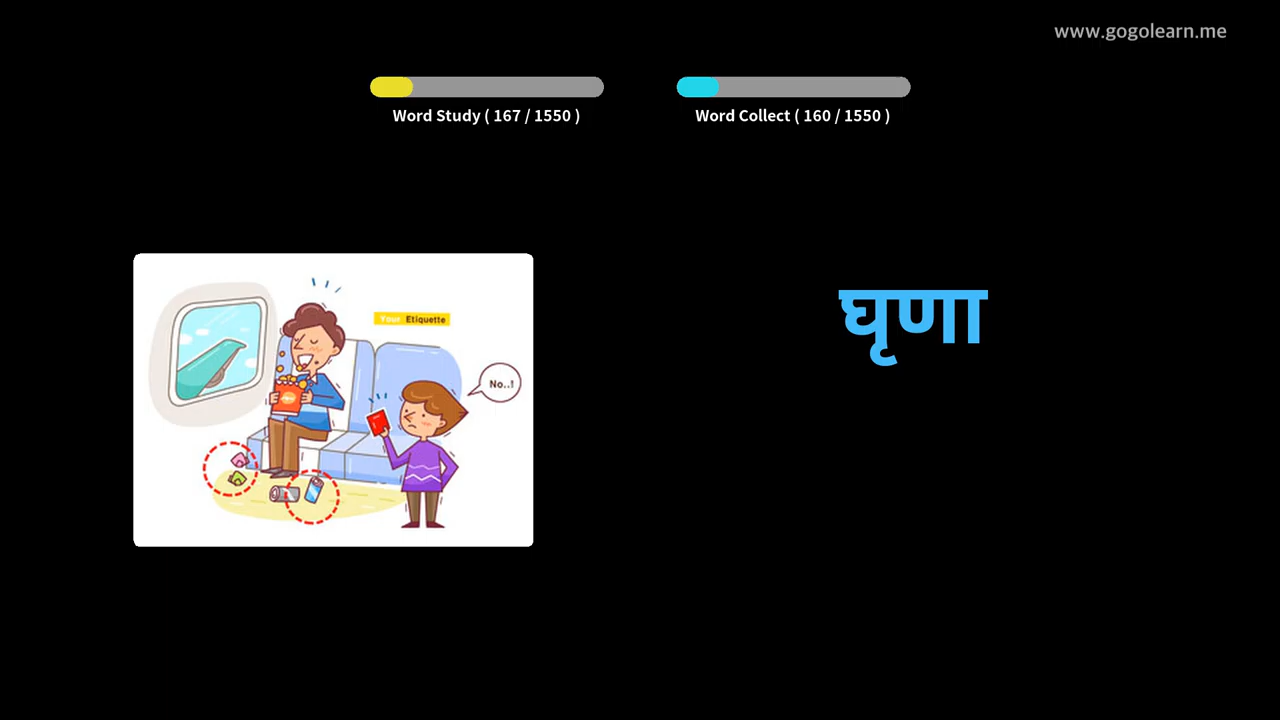 www.gogolearn.me
Word Study ( 167 / 1550 )
Word Collect ( 160 / 1550 )
Your Etiquette
No..!
घृणा